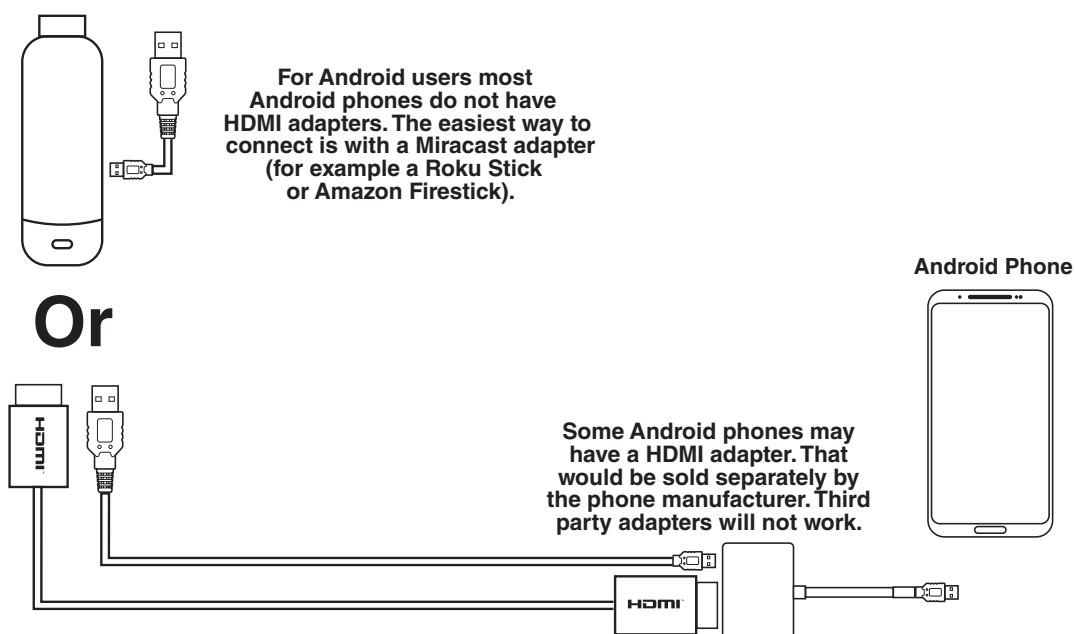 For Android users most
Android phones do not have
HDMI adapters. The easiest way to
connect is with a Miracast adapter
(for example a Roku Stick
or Amazon Firestick).
Android Phone
Or
HDMI
Some Android phones may
have a HDMI adapter. That
would be sold separately by
the phone manufacturer. Third
party adapters will not work.
HDMI